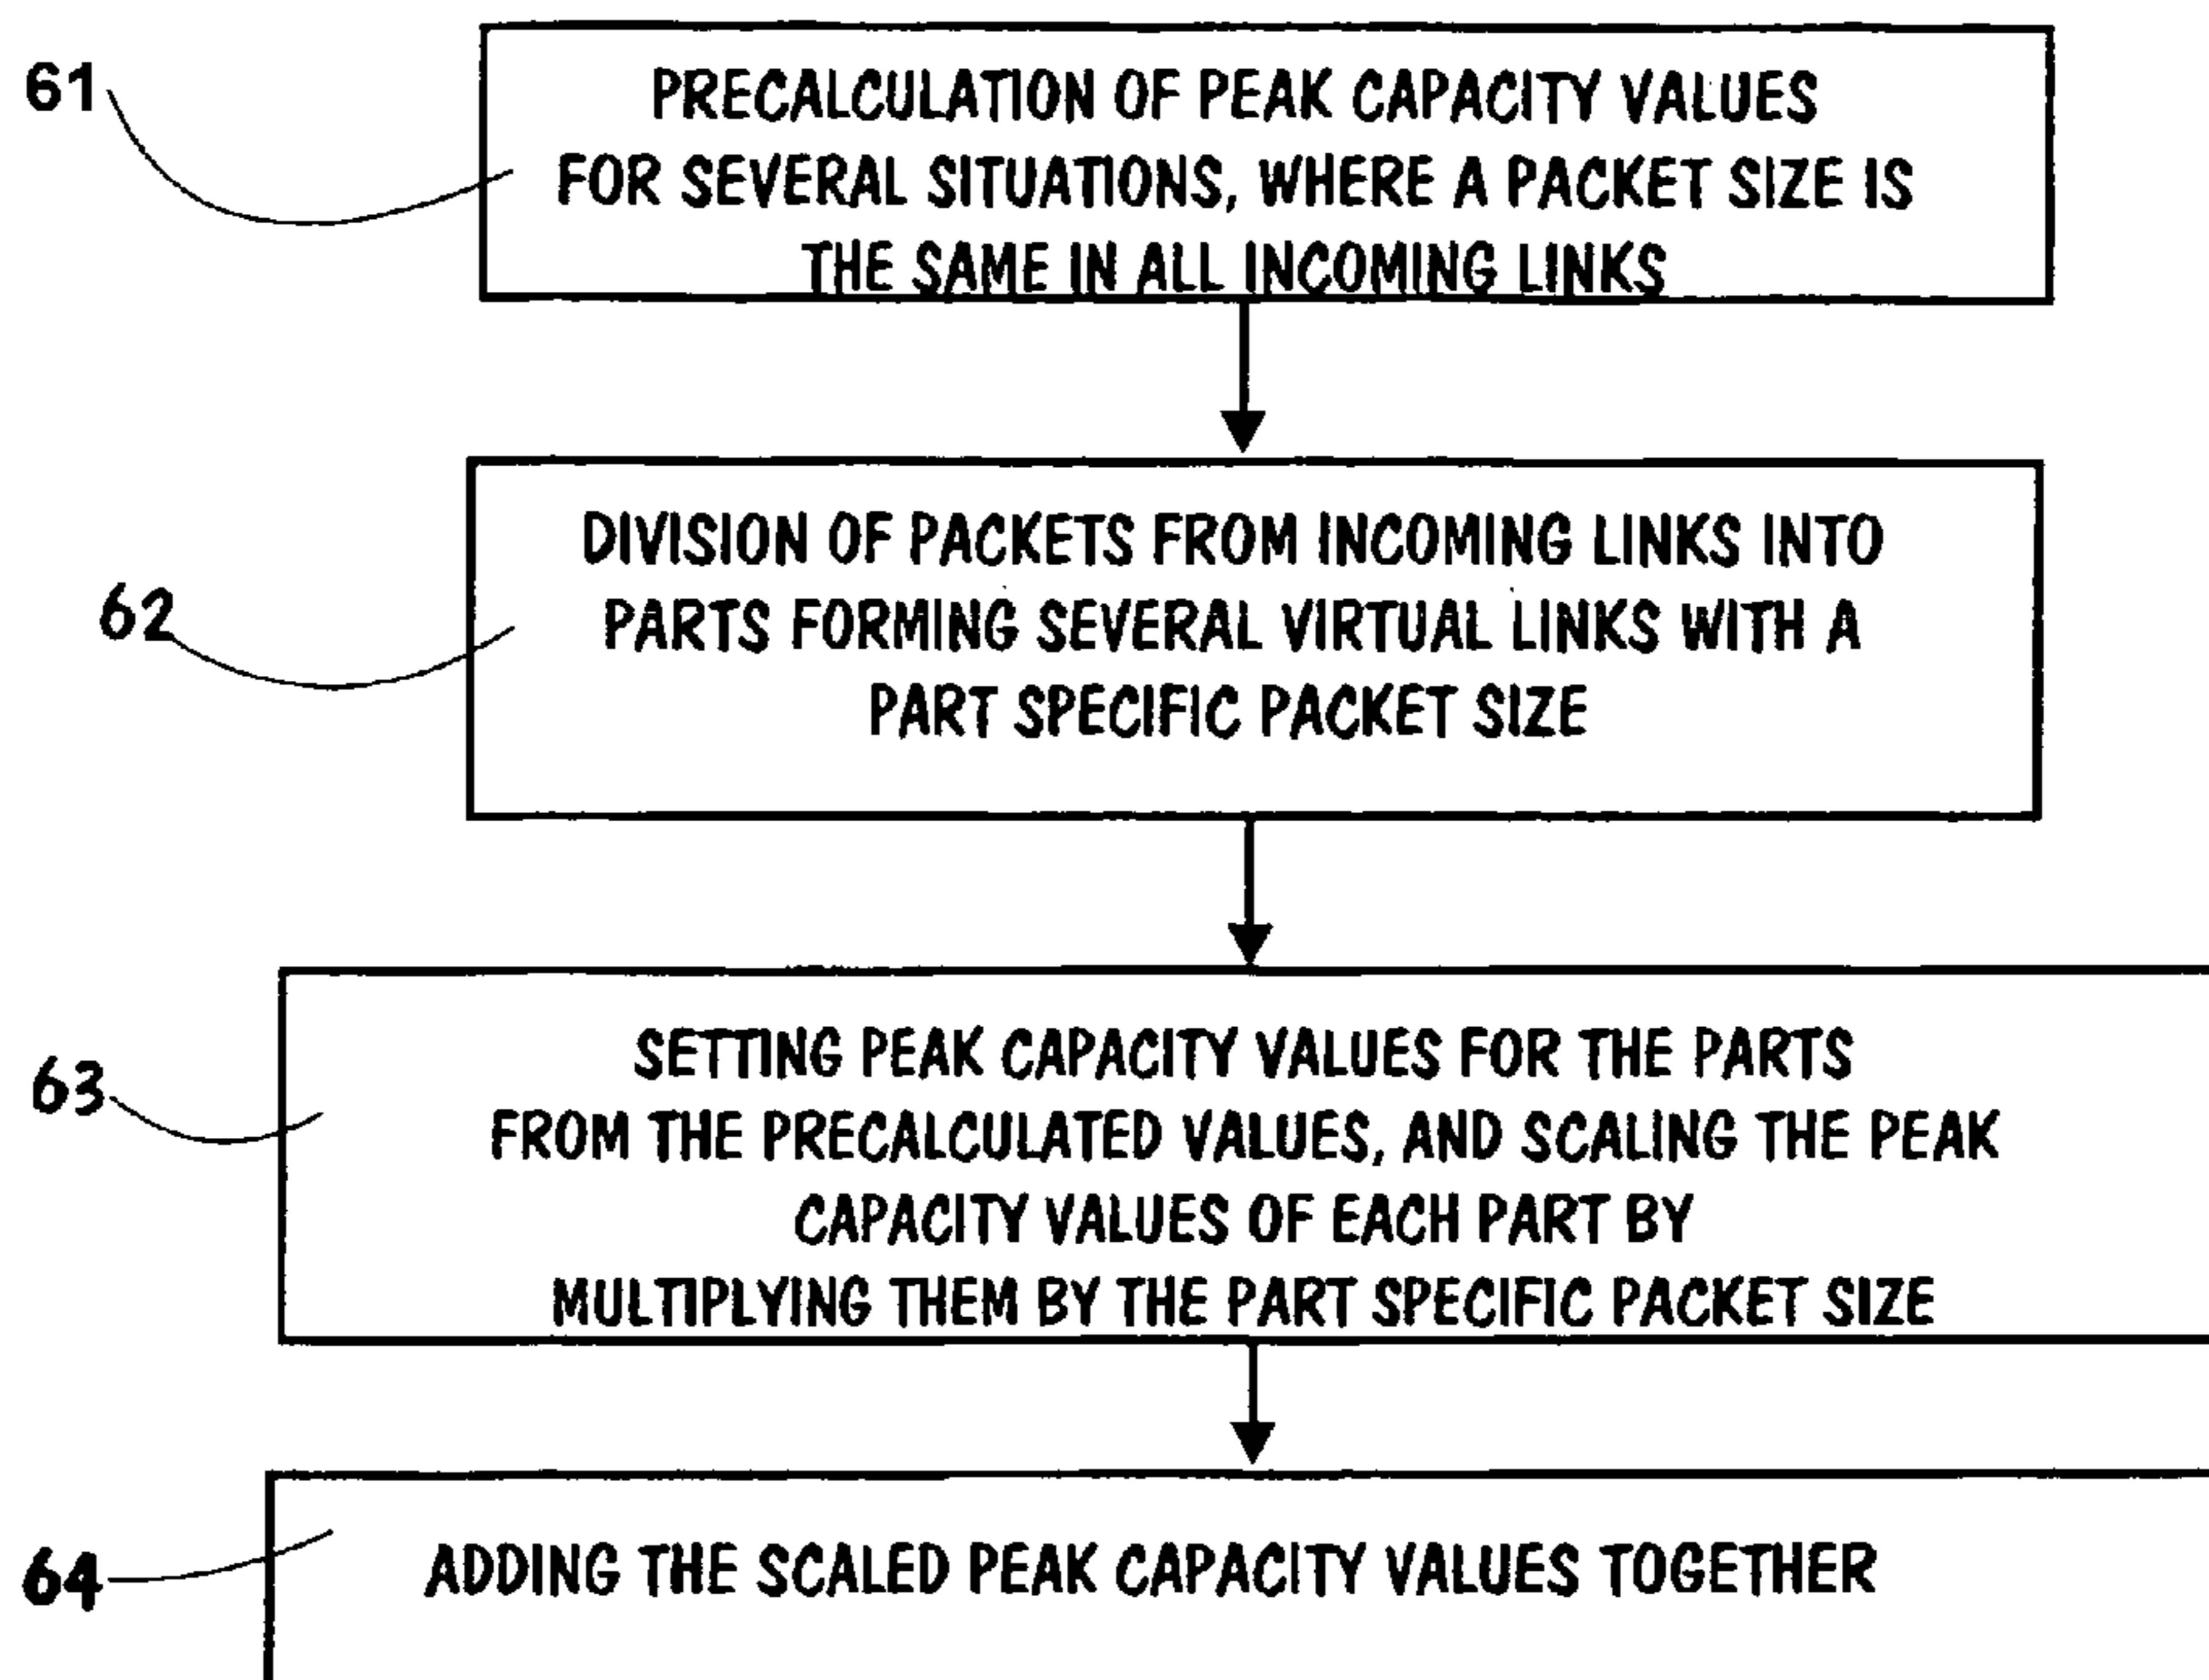 61
PRECALCULATION OF PEAK CAPACITY VALUES
FOR SEVERAL SITUATIONS, WHERE A PACKET SIZE IS
THE SAME IN ALL INCOMING LINKS
62
DIVISION OF PACKETS FROM INCOMING LINKS INTO
PARTS FORMING SEVERAL VIRTUAL LINKS WITH A
PART SPECIFIC PACKET SIZE
63
SETTING PEAK CAPACITY VALUES FOR THE PARTS
FROM THE PRECALCULATED VALUES, AND SCALING THE PEAK
CAPACITY VALUES OF EACH PART BY
MULTIPLYING THEM BY THE PART SPECIFIC PACKET SIZE
64
ADDING THE SCALED PEAK CAPACITY VALUES TOGETHER